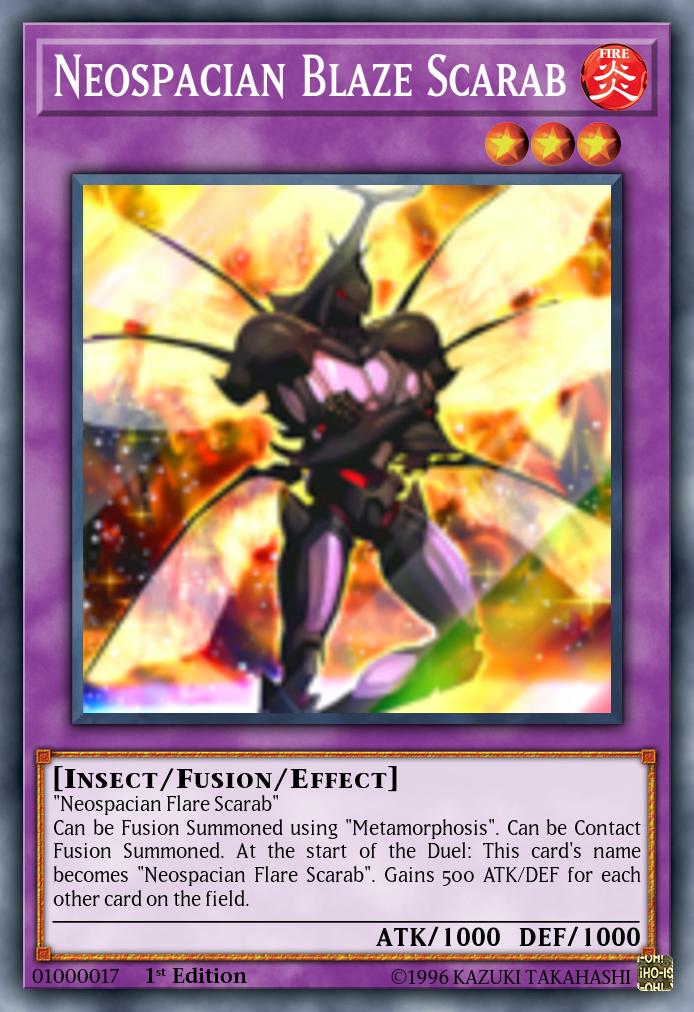 Neospacian Blaze Scarab
FIRE
炎
[Insect/Fusion/Effect]
"Neospacian Flare Scarab"
Can be Fusion Summoned using "Metamorphosis". Can be Contact
Fusion Summoned. At the start of the Duel: This card's name
becomes "Neospacian Flare Scarab". Gains 500 ATK/DEF for each
other card on the field.
ATK/1000 DEF/1000
01000017 1st Edition ©1996 KAZUKI TAKAHASHI